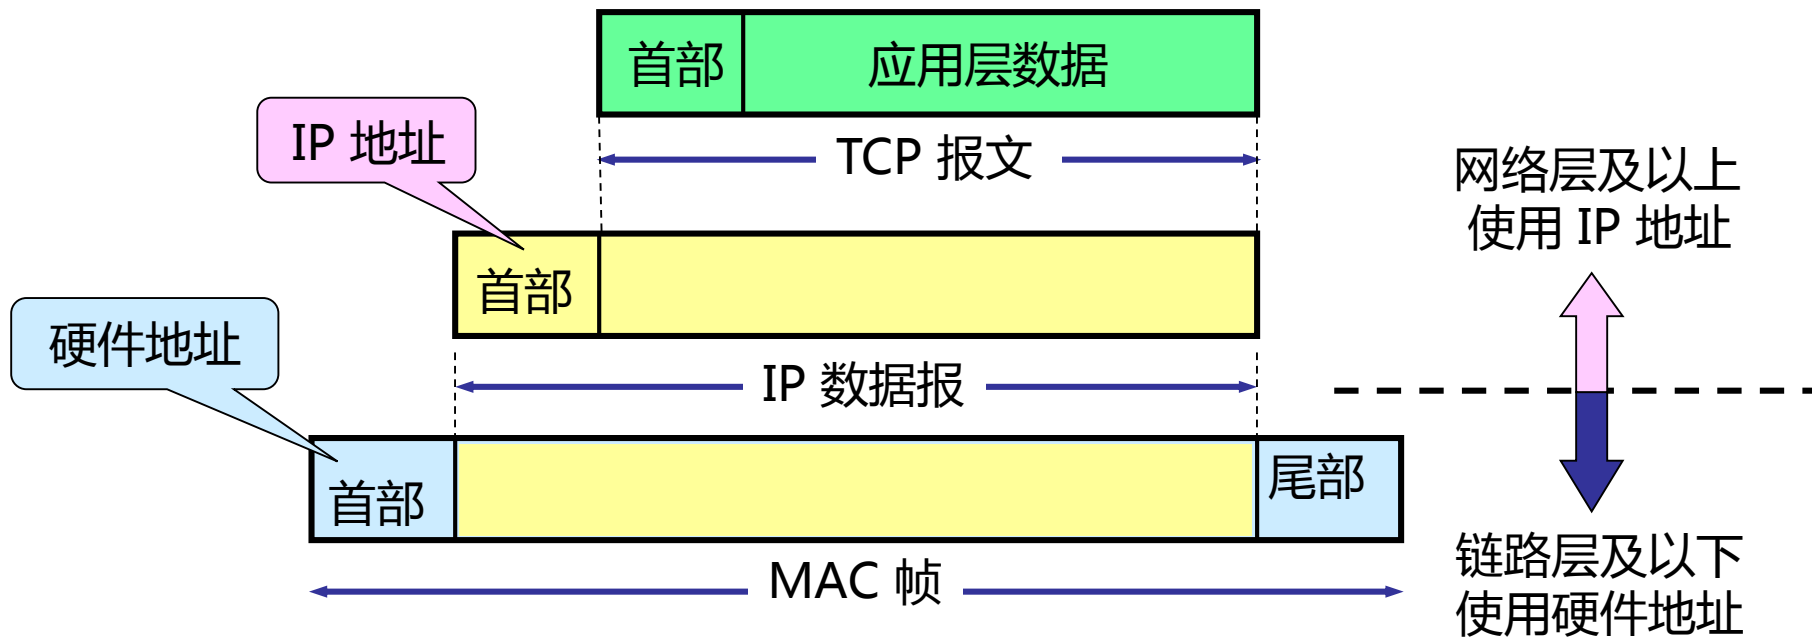 首部
应用层数据
IP 地址
TCP 报文
网络层及以上
使用 IP 地址
首部
硬件地址
IP 数据报
首部
尾部
MAC 帧
链路层及以下
使用硬件地址